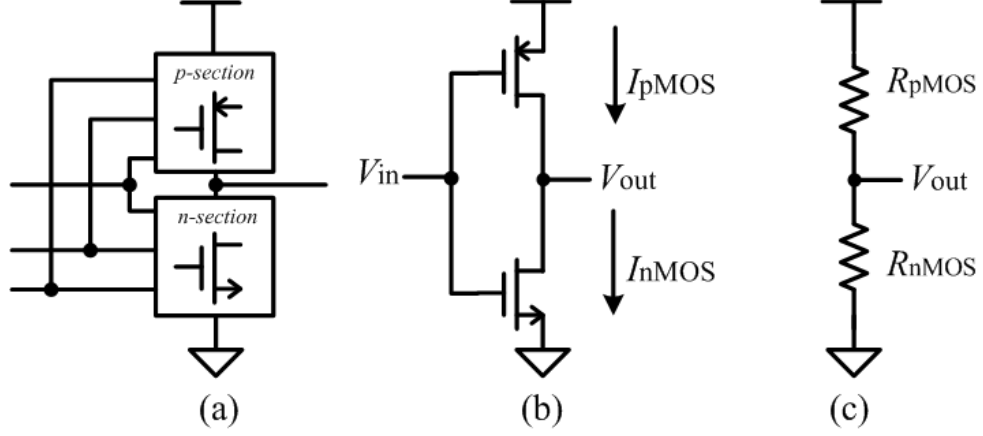 p-section
n-section
(a)
Vin
Vout
IpMOS
InMOS
(b)
RpMOS
Vout
RnMOS
(c)